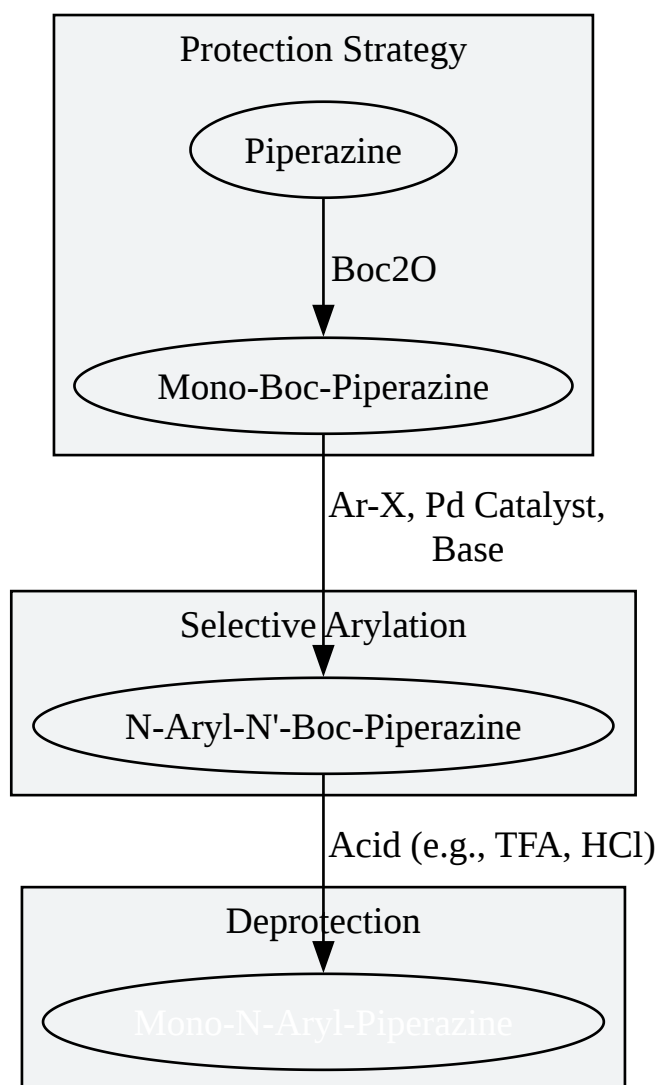 Protection Strategy
Piperazine
Boc2O
Mono-Boc-Piperazine
Ar-X, Pd Catalyst,
Base
Selective Arylation
N-Aryl-N'-Boc-Piperazine
Acid (e.g., TFA, HCl)
Deprotection
Mono-N-Aryl-Piperazine